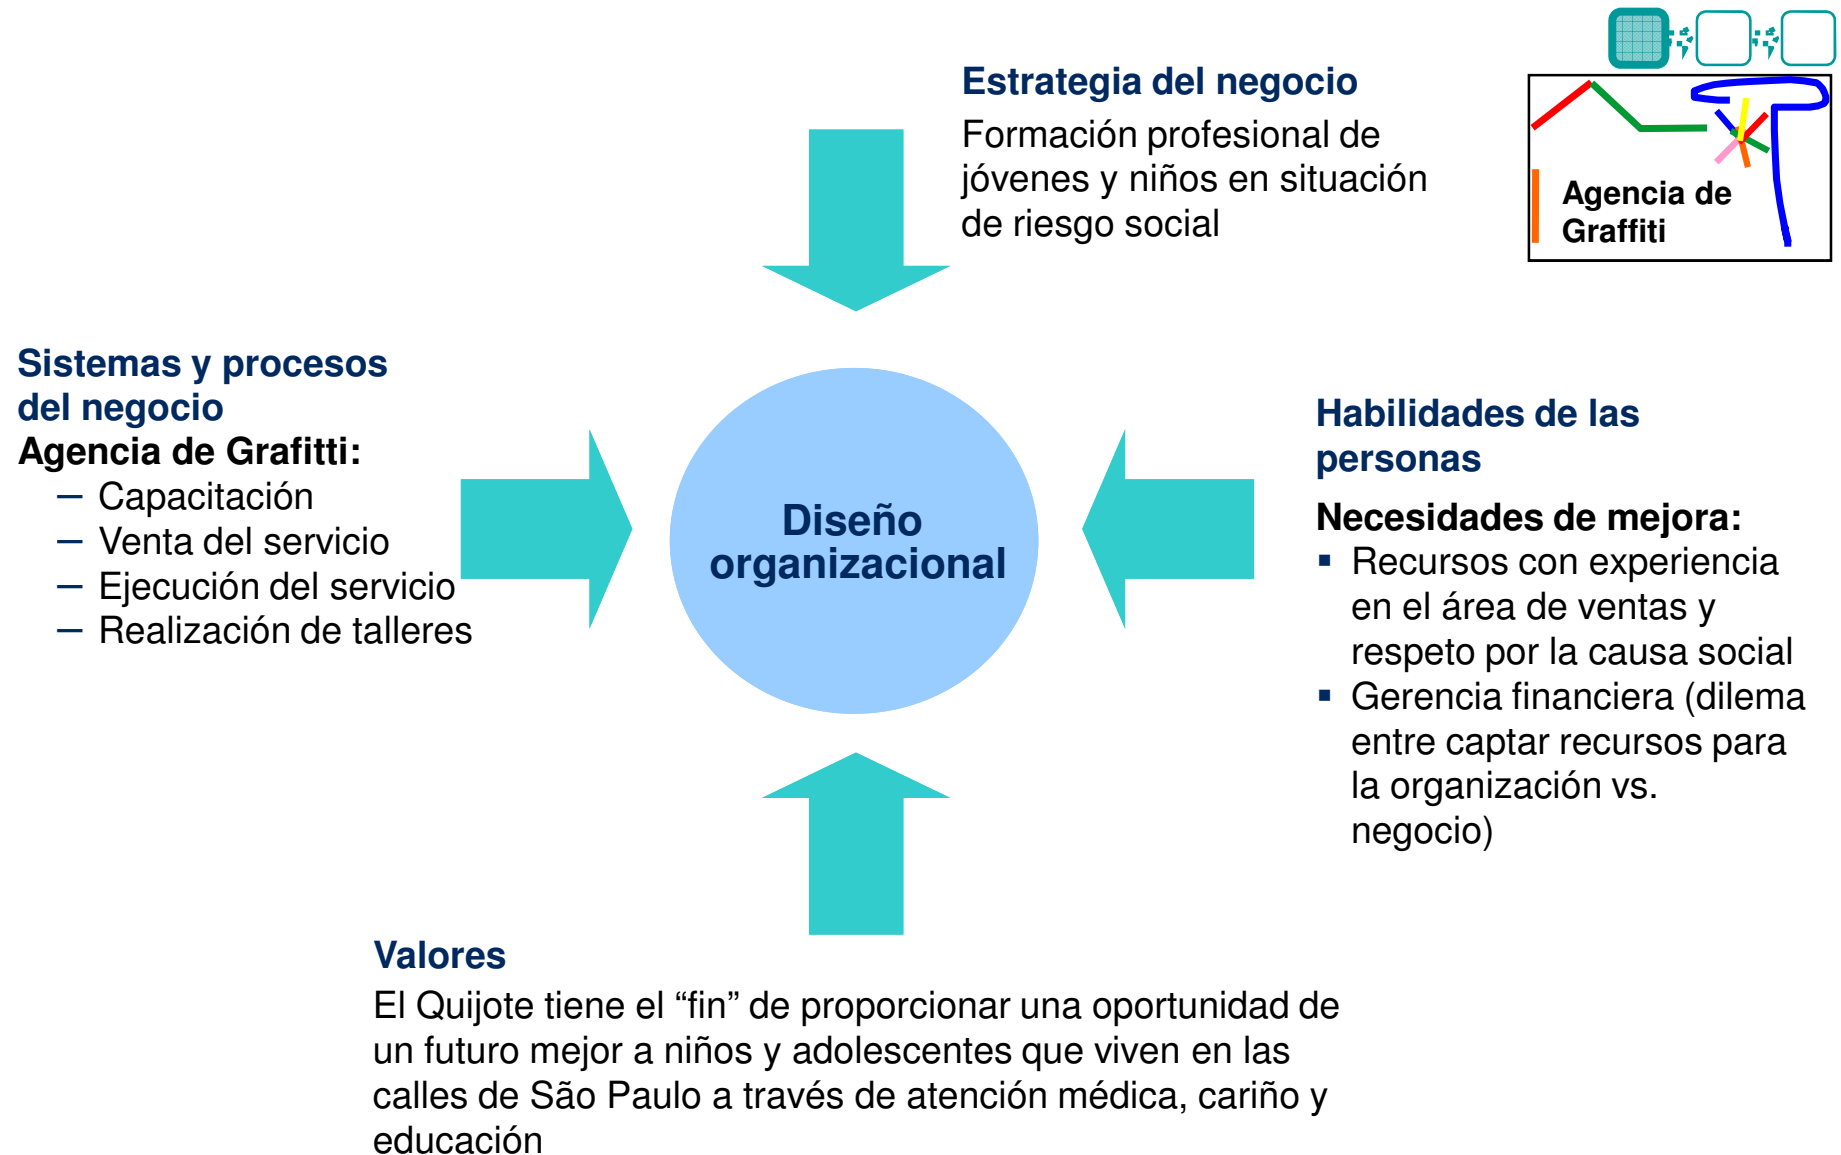 Estrategia del negocio
Formación profesional de
jóvenes y niños en situación
de riesgo social
Agencia de
Graffiti
Sistemas y procesos
del negocio
Agencia de Grafitti:
– Capacitación
– Venta del servicio
– Ejecución del servicio
– Realización de talleres
Diseño
organizacional
Habilidades de las
personas
Necesidades de mejora:
▪ Recursos con experiencia
en el área de ventas y
respeto por la causa social
▪ Gerencia financiera (dilema
entre captar recursos para
la organización vs.
negocio)
Valores
El Quijote tiene el “fin” de proporcionar una oportunidad de
un futuro mejor a niños y adolescentes que viven en las
calles de São Paulo a través de atención médica, cariño y
educación